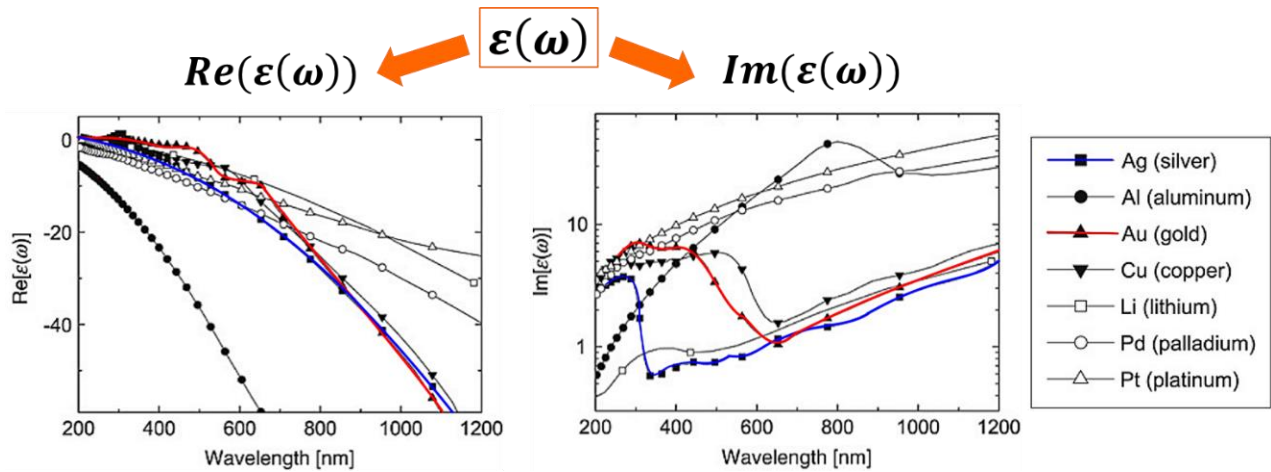 ε(ω)
Re(ε(ω))
Im(ε(ω))
Re[ε(ω)]
0
-20
-40
200 400 600 800 1000 1200
Wavelength [nm]
Im[ε(ω)]
10
1
200 400 600 800 1000 1200
Wavelength [nm]
Ag (silver)
Al (aluminum)
Au (gold)
Cu (copper)
Li (lithium)
Pd (palladium)
Pt (platinum)